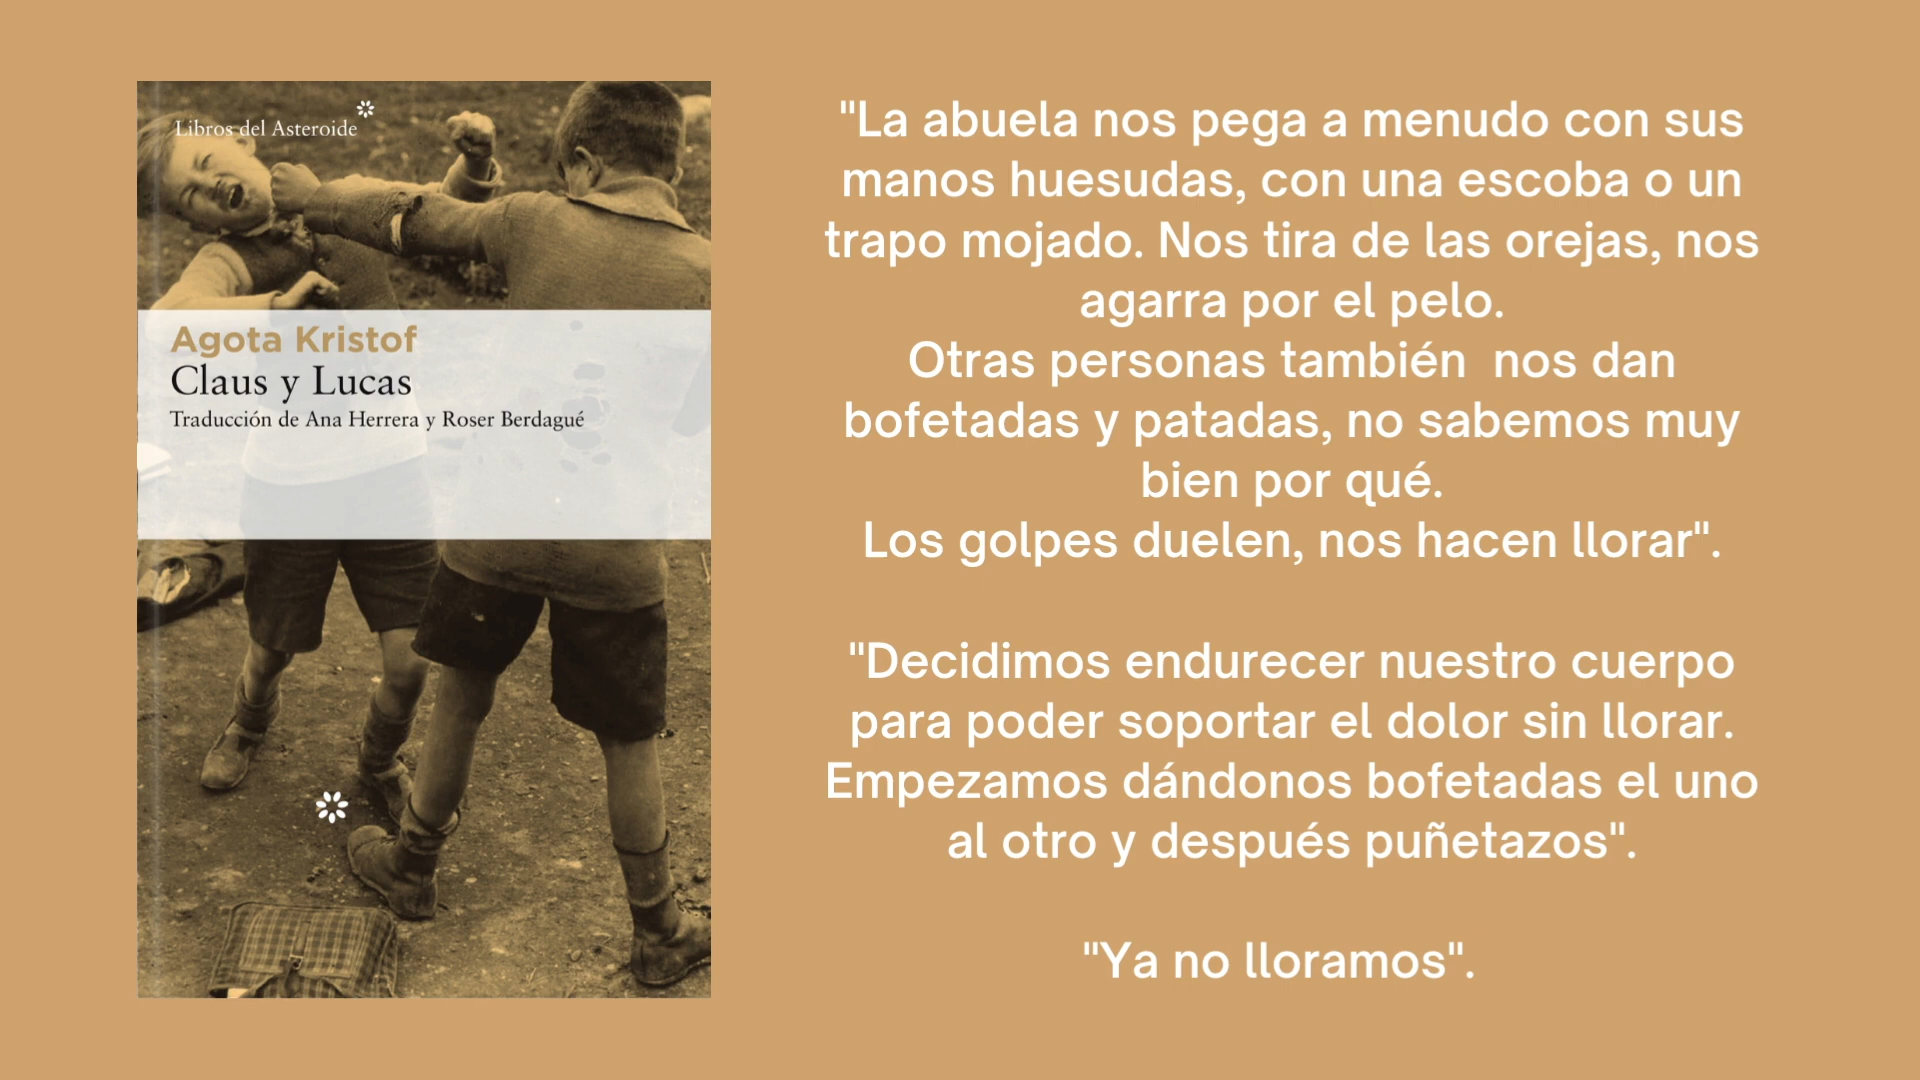 Libros del Asteroide
Agota Kristof
Claus y Lucas
Traducción de Ana Herrera y Roser Berdagué
"La abuela nos pega a menudo con sus
manos huesudas, con una escoba o un
trapo mojado. Nos tira de las orejas, nos
agarra por el pelo.
Otras personas también  nos dan
bofetadas y patadas, no sabemos muy
bien por qué.
Los golpes duelen, nos hacen llorar".
"Decidimos endurecer nuestro cuerpo
para poder soportar el dolor sin llorar.
Empezamos dándonos bofetadas el uno
al otro y después puñetazos".
"Ya no lloramos".